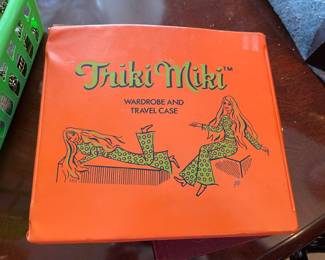 Triki Miki™
WARDROBE AND
TRAVEL CASE